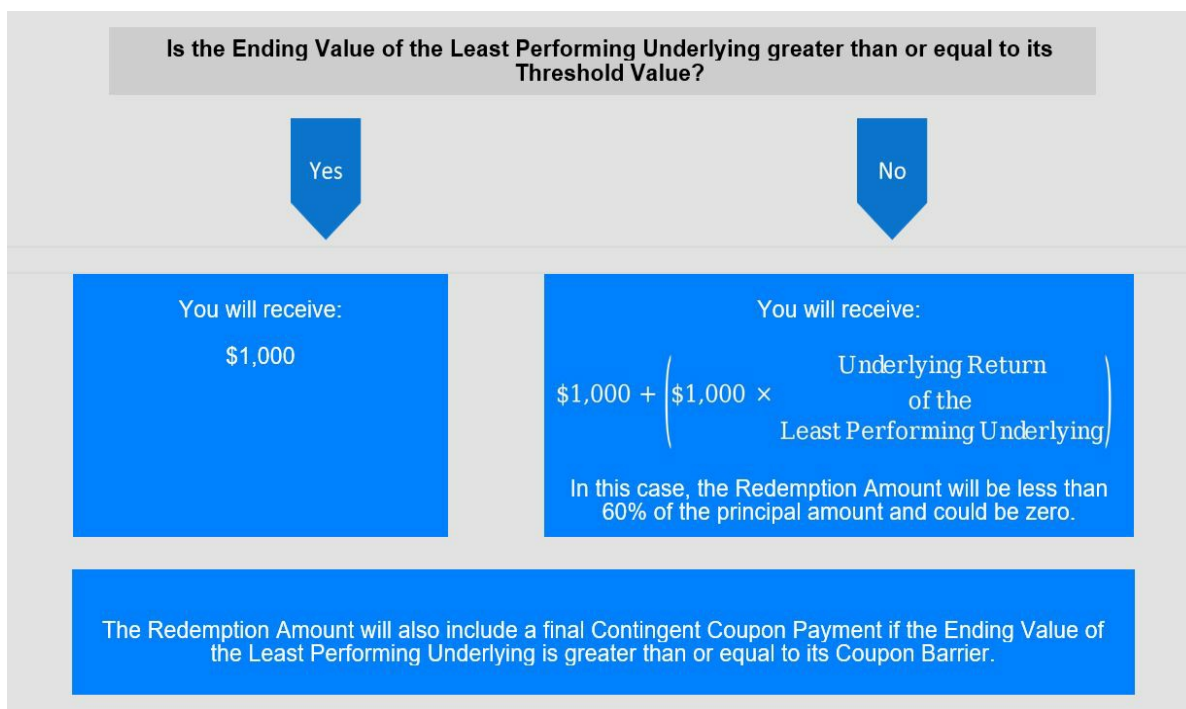 Is the Ending Value of the Least Performing Underlying greater than or equal to its
Threshold Value?
Yes
No
You will receive:
$1,000
You will receive:
$1,000 + ($1,000 × Underlying Return
of the
Least Performing Underlying)
In this case, the Redemption Amount will be less than
60% of the principal amount and could be zero.
The Redemption Amount will also include a final Contingent Coupon Payment if the Ending Value of
the Least Performing Underlying is greater than or equal to its Coupon Barrier.